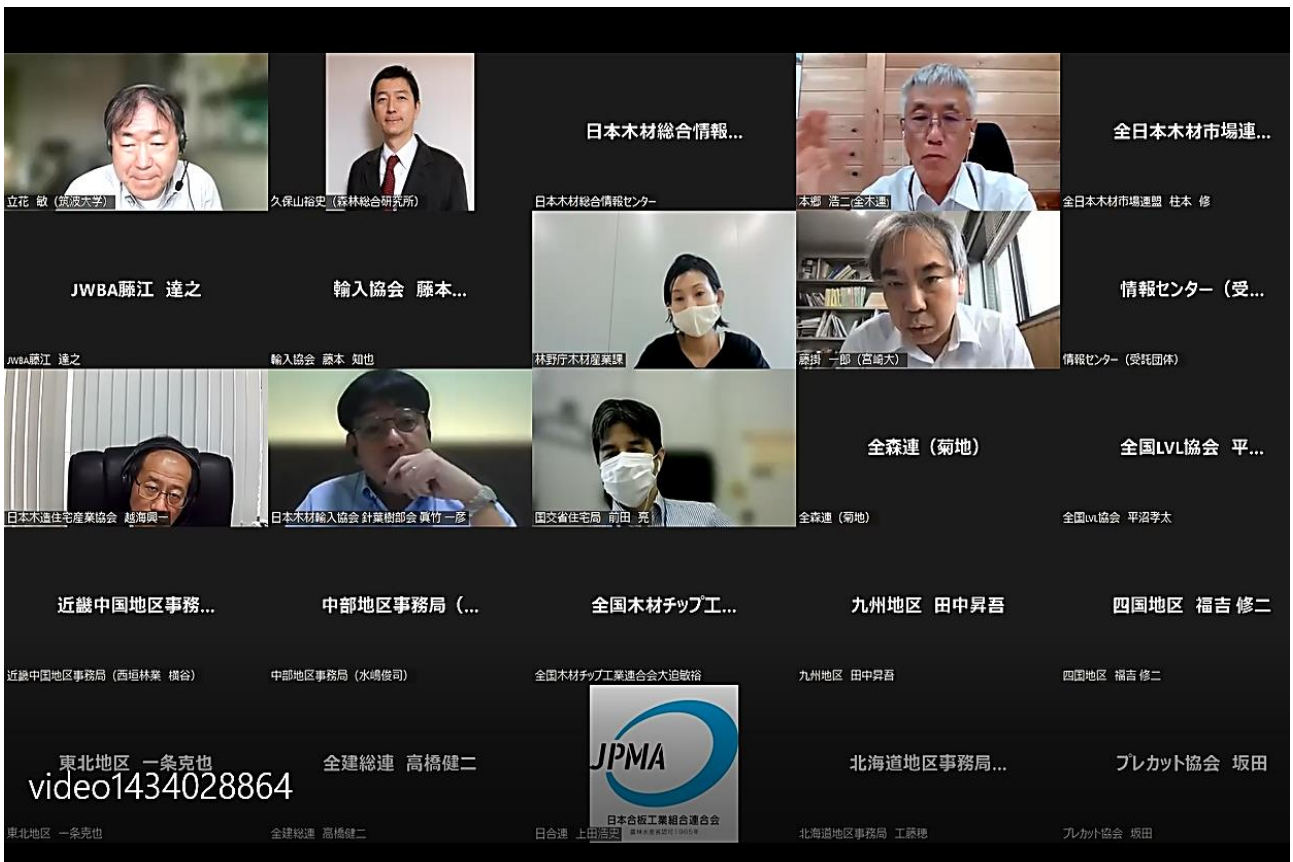 日本木材総合情報...
全日本木材市場連...
立花 敏（筑波大学）
久保山裕史（森林総合研究所）
日本木材総合情報センター
本郷 浩二(全木連)
全日本木材市場連盟 柱本 修
JWBA藤江 達之
輸入協会 藤本...
情報センター（受...
JWBA藤江 達之
輸入協会 藤本 知也
林野庁木材産業課
藤掛 一郎（宮崎大）
情報センター（受託団体）
全森連（菊地）
全国LVL協会 平...
日本木造住宅産業協会 越海興一
日本木材輸入協会 針葉樹部会 眞竹 一彦
国交省住宅局 前田 亮
全森連（菊地）
全国LVL協会 平沼孝太
近畿中国地区事務...
中部地区事務局（...
全国木材チップ工...
九州地区 田中昇吾
四国地区 福吉 修二
近畿中国地区事務局（西垣林業 横谷）
中部地区事務局（水嶋俊司）
全国木材チップ工業連合会大迫敏裕
九州地区 田中昇吾
四国地区 福吉 修二
東北地区 一条克也
全建総連 高橋健二
JPMA
北海道地区事務局...
プレカット協会 坂田
video1434028864
日本合板工業組合連合会
農林水産省認可1965年
東北地区 一条克也
全建総連 高橋健二
日合連 上田浩史
北海道地区事務局 工藤穂
プレカット協会 坂田